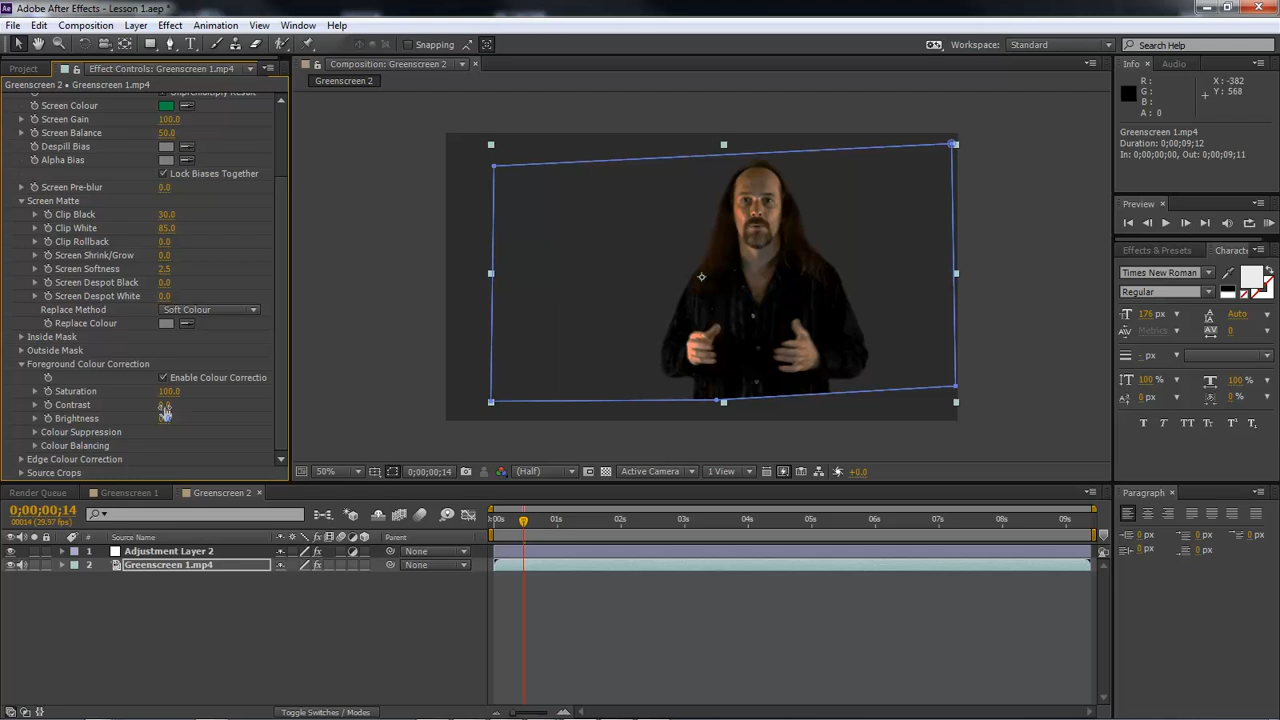 Adobe After Effects - Lesson 1.aep *
File Edit Composition Layer Effect Animation View Window Help
Snapping
Workspace: Standard
Search Help
Project Effect Controls: Greenscreen 1.mp4
Composition: Greenscreen 2
Info Audio
Greenscreen 2 • Greenscreen 1.mp4
Greenscreen 2
Unpremultiply Result
Screen Colour
Screen Gain 100.0
Screen Balance 50.0
Despill Bias
Alpha Bias
Lock Biases Together
Screen Pre-blur 0.0
Screen Matte
Clip Black 30.0
Clip White 85.0
Clip Rollback 0.0
Screen Shrink/Grow 0.0
Screen Softness 2.5
Screen Despot Black 0.0
Screen Despot White 0.0
Replace Method Soft Colour
Replace Colour
Inside Mask
Outside Mask
Foreground Colour Correction
Enable Colour Correctio
Saturation 100.0
Contrast
Brightness
Colour Suppression
Colour Balancing
Edge Colour Correction
Source Crops
R: X: -382
G: Y: 568
B:
A: 0
Greenscreen 1.mp4
Duration: 0;00;09;12
In: 0;00;00;00, Out: 0;00;09;11
Preview
Effects & Presets Character
Times New Roman
Regular
176 px Auto
Metrics 0
- px
100 % 100 %
0 px 0 %
T T TT Tr T T
50% 0;00;00;14 (Half) Active Camera 1 View +0.0
Render Queue Greenscreen 1 Greenscreen 2
0;00;00;14
00014 (29.97 fps)
:00s 01s 02s 03s 04s 05s 06s 07s 08s 09s
# Source Name Parent
1 Adjustment Layer 2 None
2 Greenscreen 1.mp4 None
Toggle Switches / Modes
Paragraph
0 px 0 px 0 px
0 px 0 px